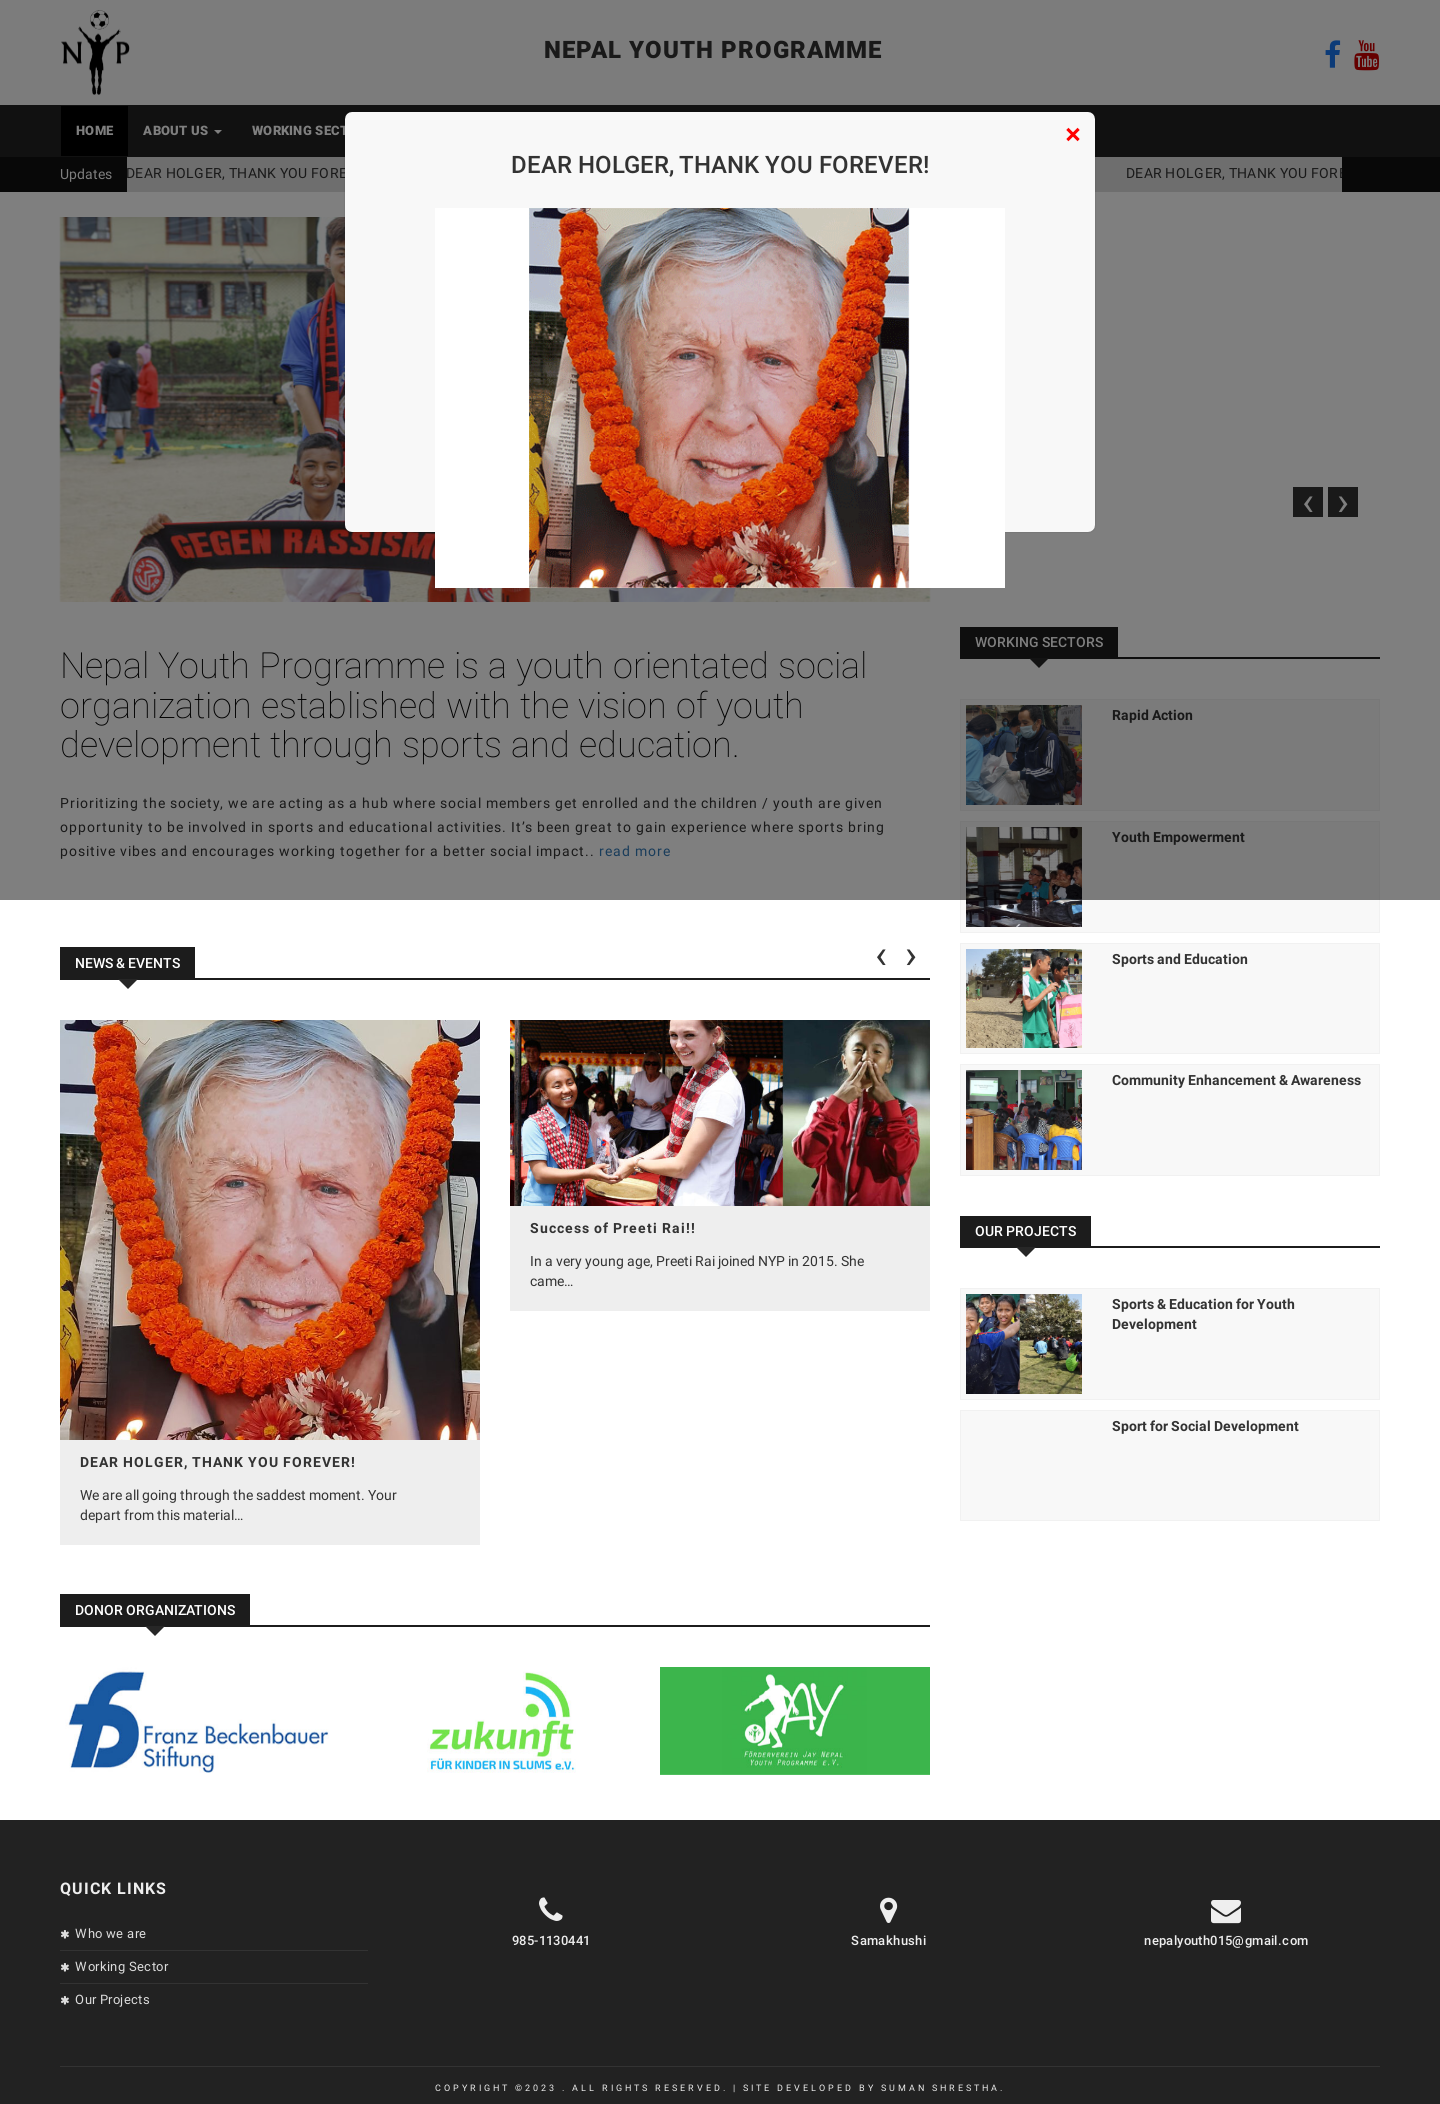 N P
NEPAL YOUTH PROGRAMME
You
Tube
HOME
ABOUT US
WORKING SECT
Updates
DEAR HOLGER, THANK YOU FORE
DEAR HOLGER, THANK YOU FORE
×
DEAR HOLGER, THANK YOU FOREVER!
GEGEN RASSISM
Nepal Youth Programme is a youth orientated social
organization established with the vision of youth
development through sports and education.
Prioritizing the society, we are acting as a hub where social members get enrolled and the children / youth are given
opportunity to be involved in sports and educational activities. It’s been great to gain experience where sports bring
positive vibes and encourages working together for a better social impact.. read more
WORKING SECTORS
Rapid Action
Youth Empowerment
Sports and Education
Community Enhancement & Awareness
NEWS & EVENTS
DEAR HOLGER, THANK YOU FOREVER!
We are all going through the saddest moment. Your
depart from this material…
Success of Preeti Rai!!
In a very young age, Preeti Rai joined NYP in 2015. She
came…
OUR PROJECTS
Sports & Education for Youth
Development
Sport for Social Development
DONOR ORGANIZATIONS
Franz Beckenbauer
Stiftung
zukunft
FÜR KINDER IN SLUMS e.V.
JAY
FÖRDERVEREIN JAY NEPAL
YOUTH PROGRAMME E.V.
QUICK LINKS
✱ Who we are
✱ Working Sector
✱ Our Projects
985-1130441
Samakhushi
nepalyouth015@gmail.com
COPYRIGHT ©2023 . ALL RIGHTS RESERVED. | SITE DEVELOPED BY SUMAN SHRESTHA.